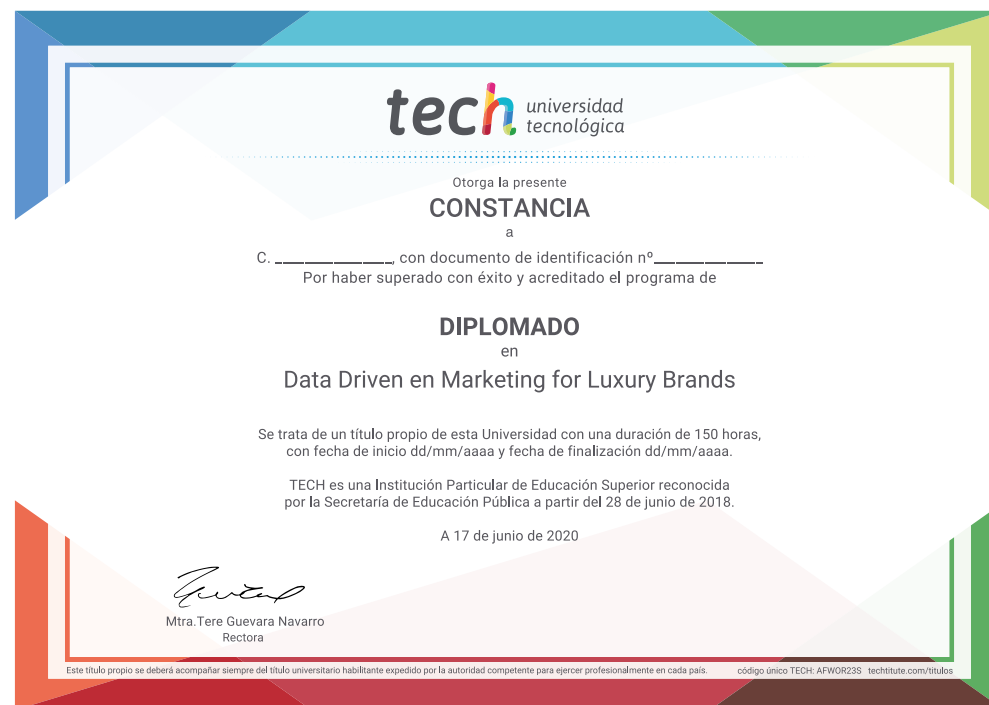 tech universidad
tecnológica
Otorga la presente
CONSTANCIA
a
C. ______________, con documento de identificación nº_____________
Por haber superado con éxito y acreditado el programa de
DIPLOMADO
en
Data Driven en Marketing for Luxury Brands
Se trata de un título propio de esta Universidad con una duración de 150 horas,
con fecha de inicio dd/mm/aaaa y fecha de finalización dd/mm/aaaa.
TECH es una Institución Particular de Educación Superior reconocida
por la Secretaría de Educación Pública a partir del 28 de junio de 2018.
A 17 de junio de 2020
Mtra.Tere Guevara Navarro
Rectora
Este título propio se deberá acompañar siempre del título universitario habilitante expedido por la autoridad competente para ejercer profesionalmente en cada país. código único TECH: AFWOR23S techtitute.com/titulos